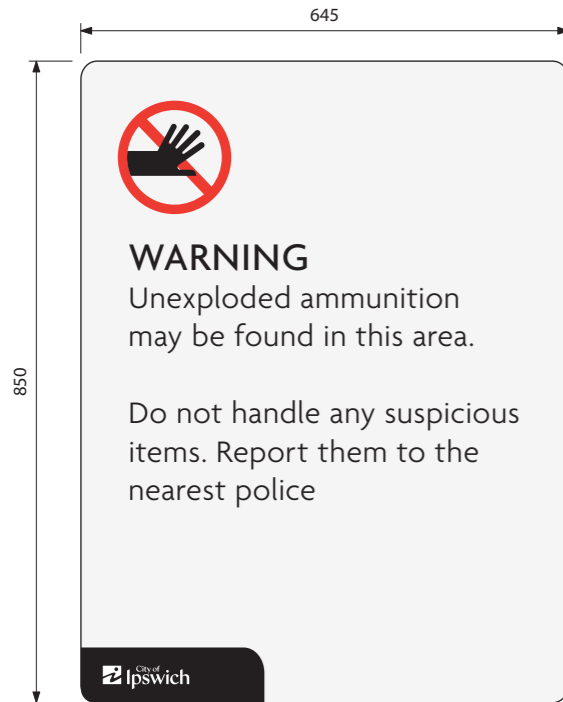 645
850
WARNING
Unexploded ammunition
may be found in this area.
Do not handle any suspicious
items. Report them to the
nearest police
City of
Ipswich